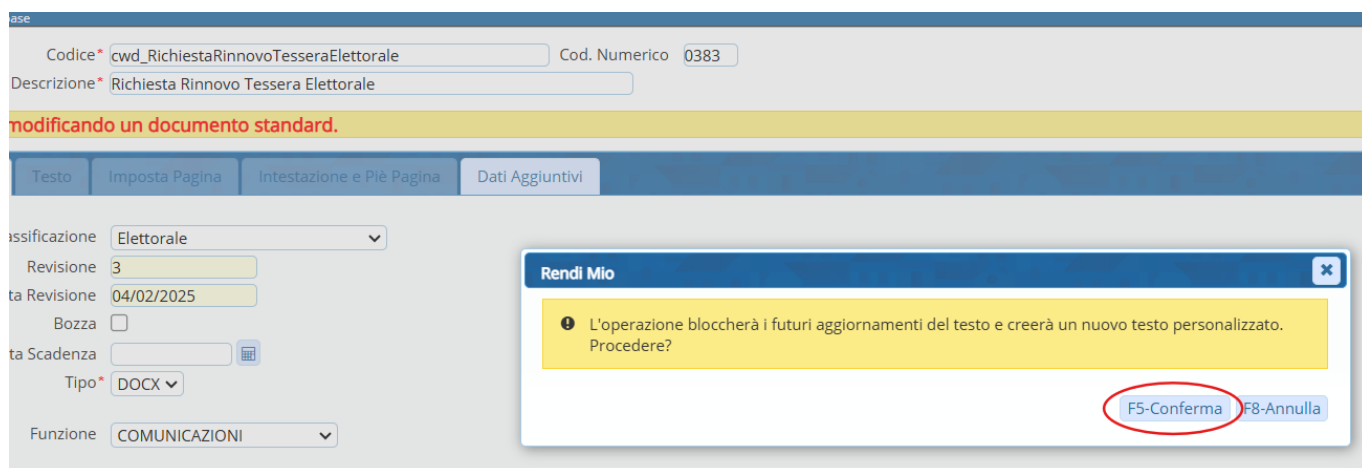 base
Codice* cwd_RichiestaRinnovoTesseraElettorale Cod. Numerico 0383
Descrizione* Richiesta Rinnovo Tessera Elettorale
modificando un documento standard.
Testo Imposta Pagina Intestazione e Piè Pagina Dati Aggiuntivi
assificazione Elettorale
Revisione 3
ta Revisione 04/02/2025
Bozza
ta Scadenza
Tipo* DOCX
Funzione COMUNICAZIONI
Rendi Mio
L'operazione bloccherà i futuri aggiornamenti del testo e creerà un nuovo testo personalizzato.
Procedere?
F5-Conferma F8-Annulla